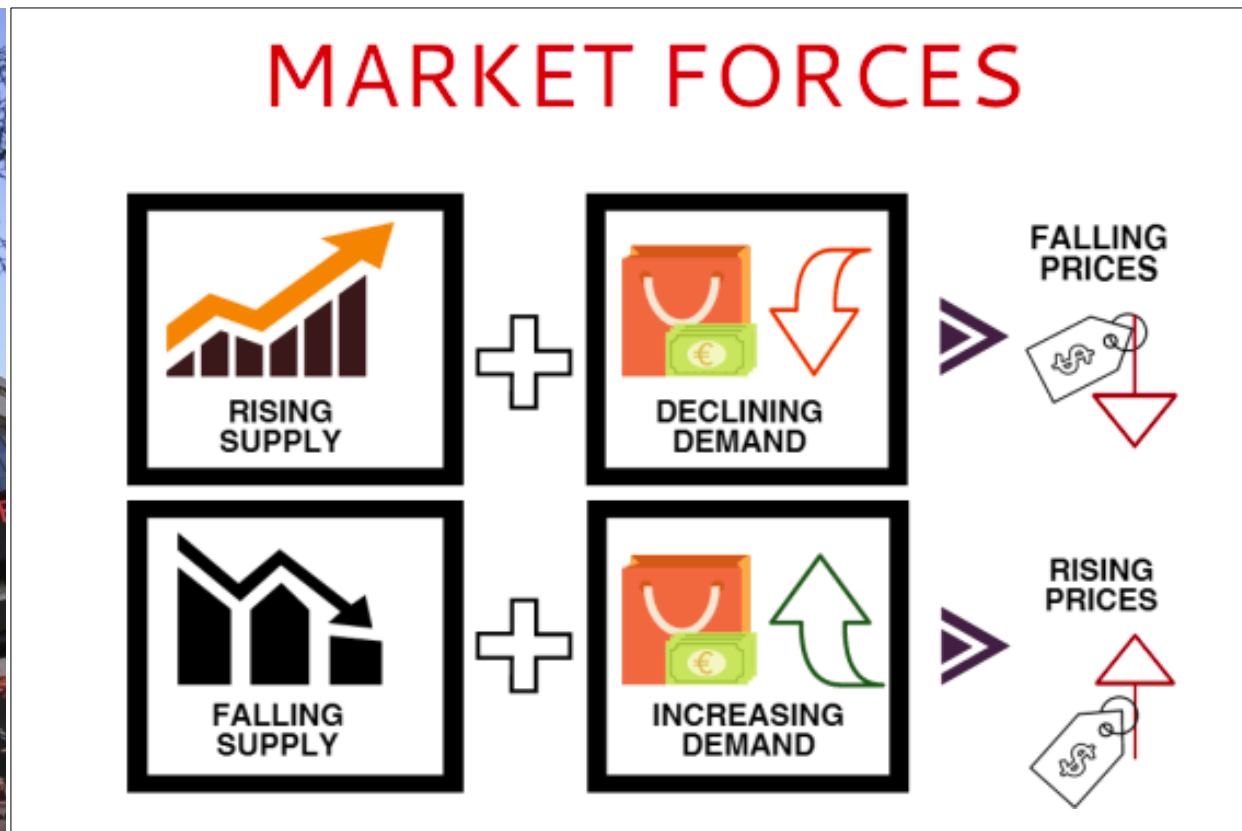 MARKET FORCES
RISING
SUPPLY
DECLINING
DEMAND
FALLING
PRICES
$
€
FALLING
SUPPLY
INCREASING
DEMAND
RISING
PRICES
$
€